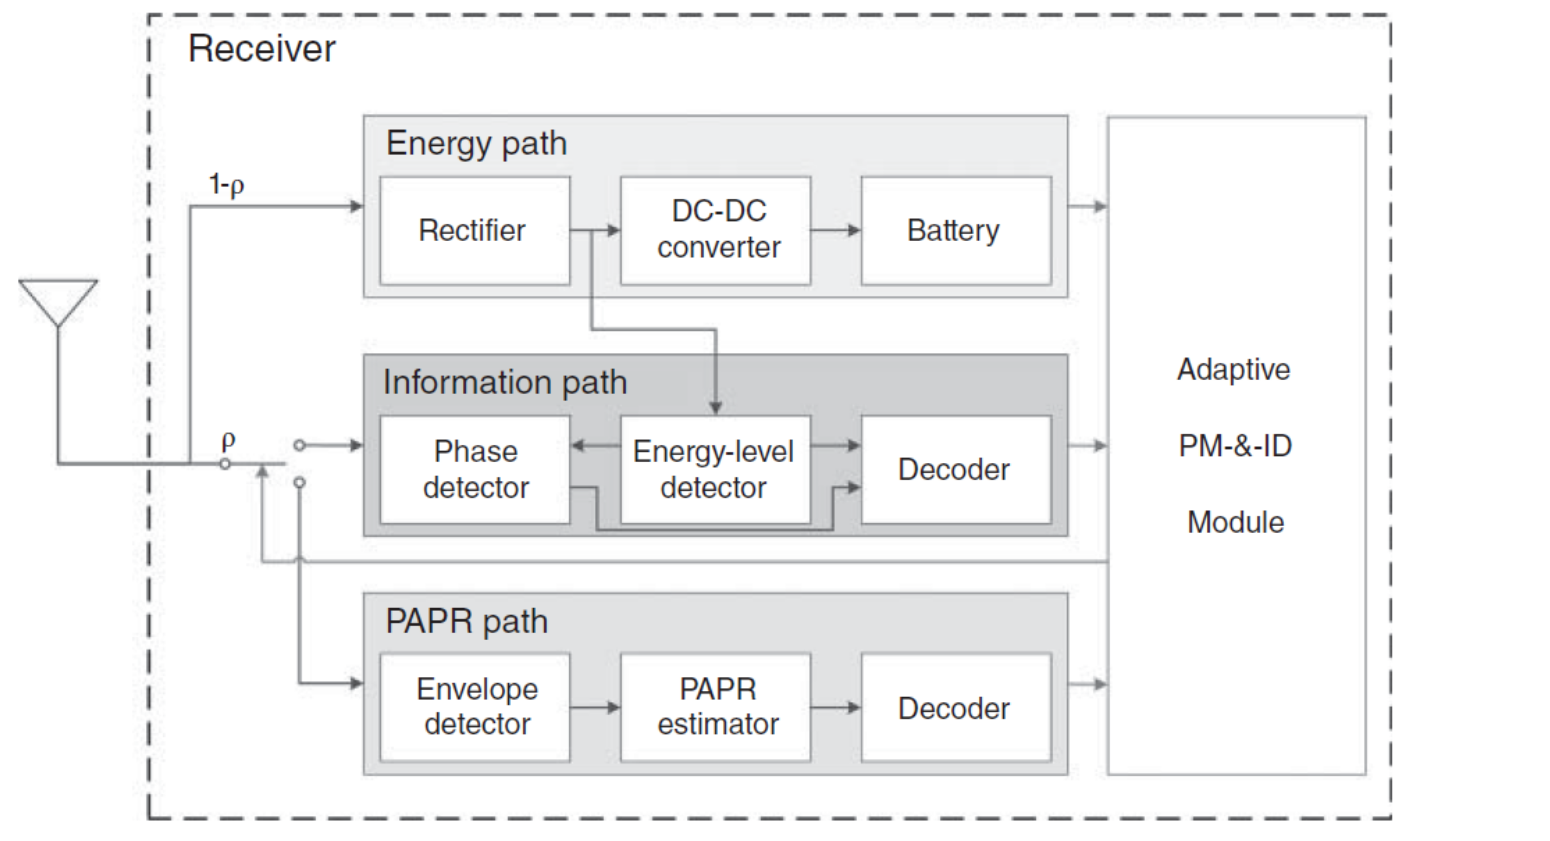 Receiver
Energy path
1-ρ
Rectifier
DC-DC
converter
Battery
Information path
ρ
Phase
detector
Energy-level
detector
Decoder
PAPR path
Envelope
detector
PAPR
estimator
Decoder
Adaptive
PM-&-ID
Module